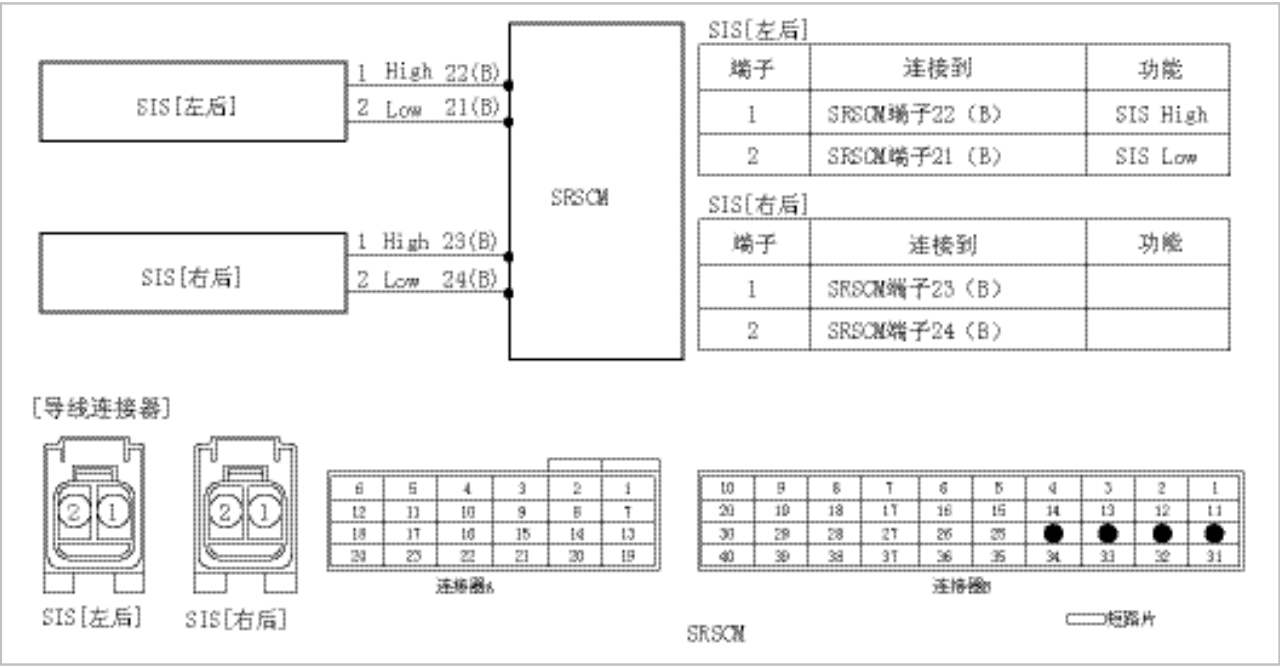 SIS[左后]
1 High 22(B)
2 Low 21(B)
SRSCM
SIS[右后]
1 High 23(B)
2 Low 24(B)
SIS[左后]
端子 连接到 功能
1 SRSCM端子22（B） SIS High
2 SRSCM端子21（B） SIS Low
SIS[右后]
端子 连接到 功能
1 SRSCM端子23（B）
2 SRSCM端子24（B）
[导线连接器]
2 1
SIS[左后]
2 1
SIS[右后]
6 5 4 3 2 1
12 11 10 9 8 7
18 17 16 15 14 13
24 23 22 21 20 19
连接器A
10 9 8 7 6 5 4 3 2 1
20 19 18 17 16 15 14 13 12 11
30 29 28 27 26 25
40 39 38 37 36 35 34 33 32 31
连接器B
短路片
SRSCM